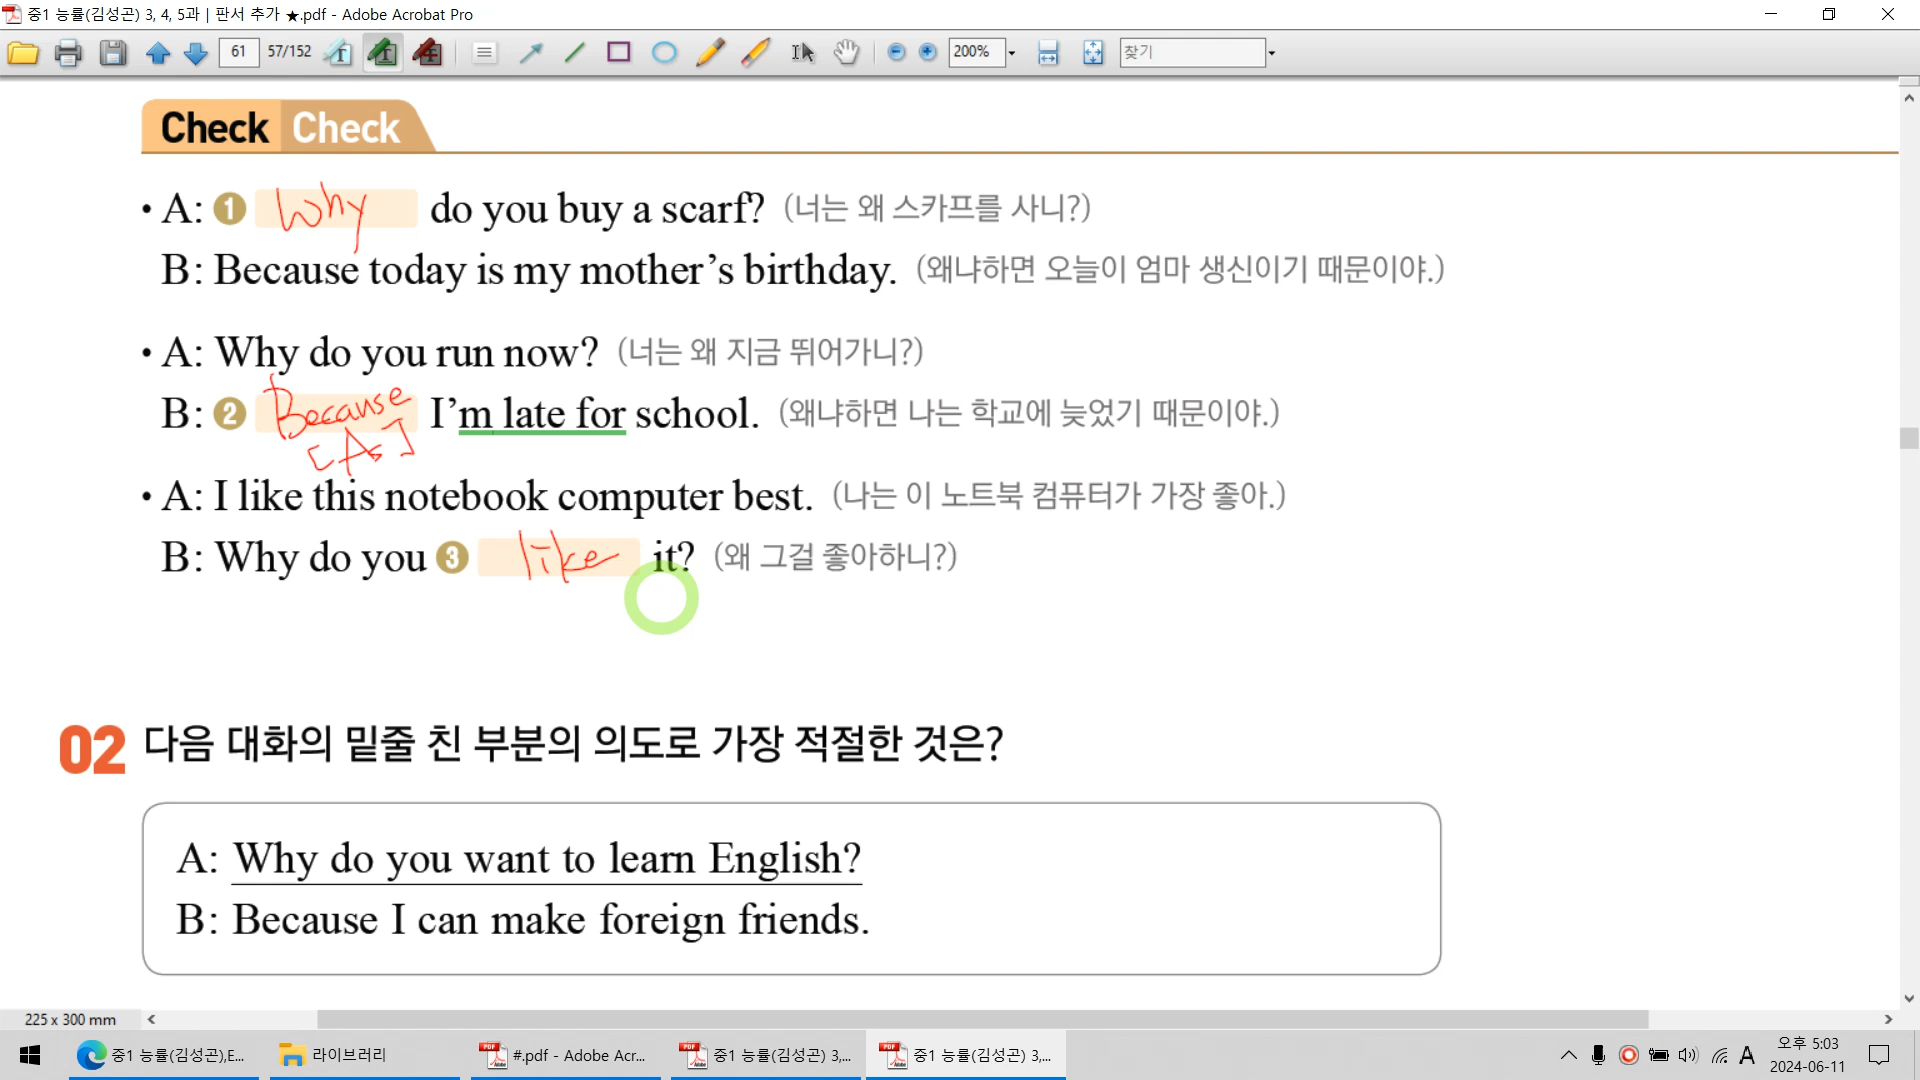 중1 능률(김성곤) 3, 4, 5과 | 판서 추가 ★.pdf - Adobe Acrobat Pro
61 57/152 200% 찾기
Check Check
• A: 1 Why do you buy a scarf? (너는 왜 스카프를 사니?)
B: Because today is my mother’s birthday. (왜냐하면 오늘이 엄마 생신이기 때문이야.)
• A: Why do you run now? (너는 왜 지금 뛰어가니?)
B: 2 Because I’m late for school. (왜냐하면 나는 학교에 늦었기 때문이야.)
[As]
• A: I like this notebook computer best. (나는 이 노트북 컴퓨터가 가장 좋아.)
B: Why do you 3 like it? (왜 그걸 좋아하니?)
02 다음 대화의 밑줄 친 부분의 의도로 가장 적절한 것은?
A: Why do you want to learn English?
B: Because I can make foreign friends.
225 x 300 mm
중1 능률(김성곤),E... 라이브러리 #.pdf - Adobe Acr... 중1 능률(김성곤) 3,... 중1 능률(김성곤) 3,... A 오후 5:03
2024-06-11